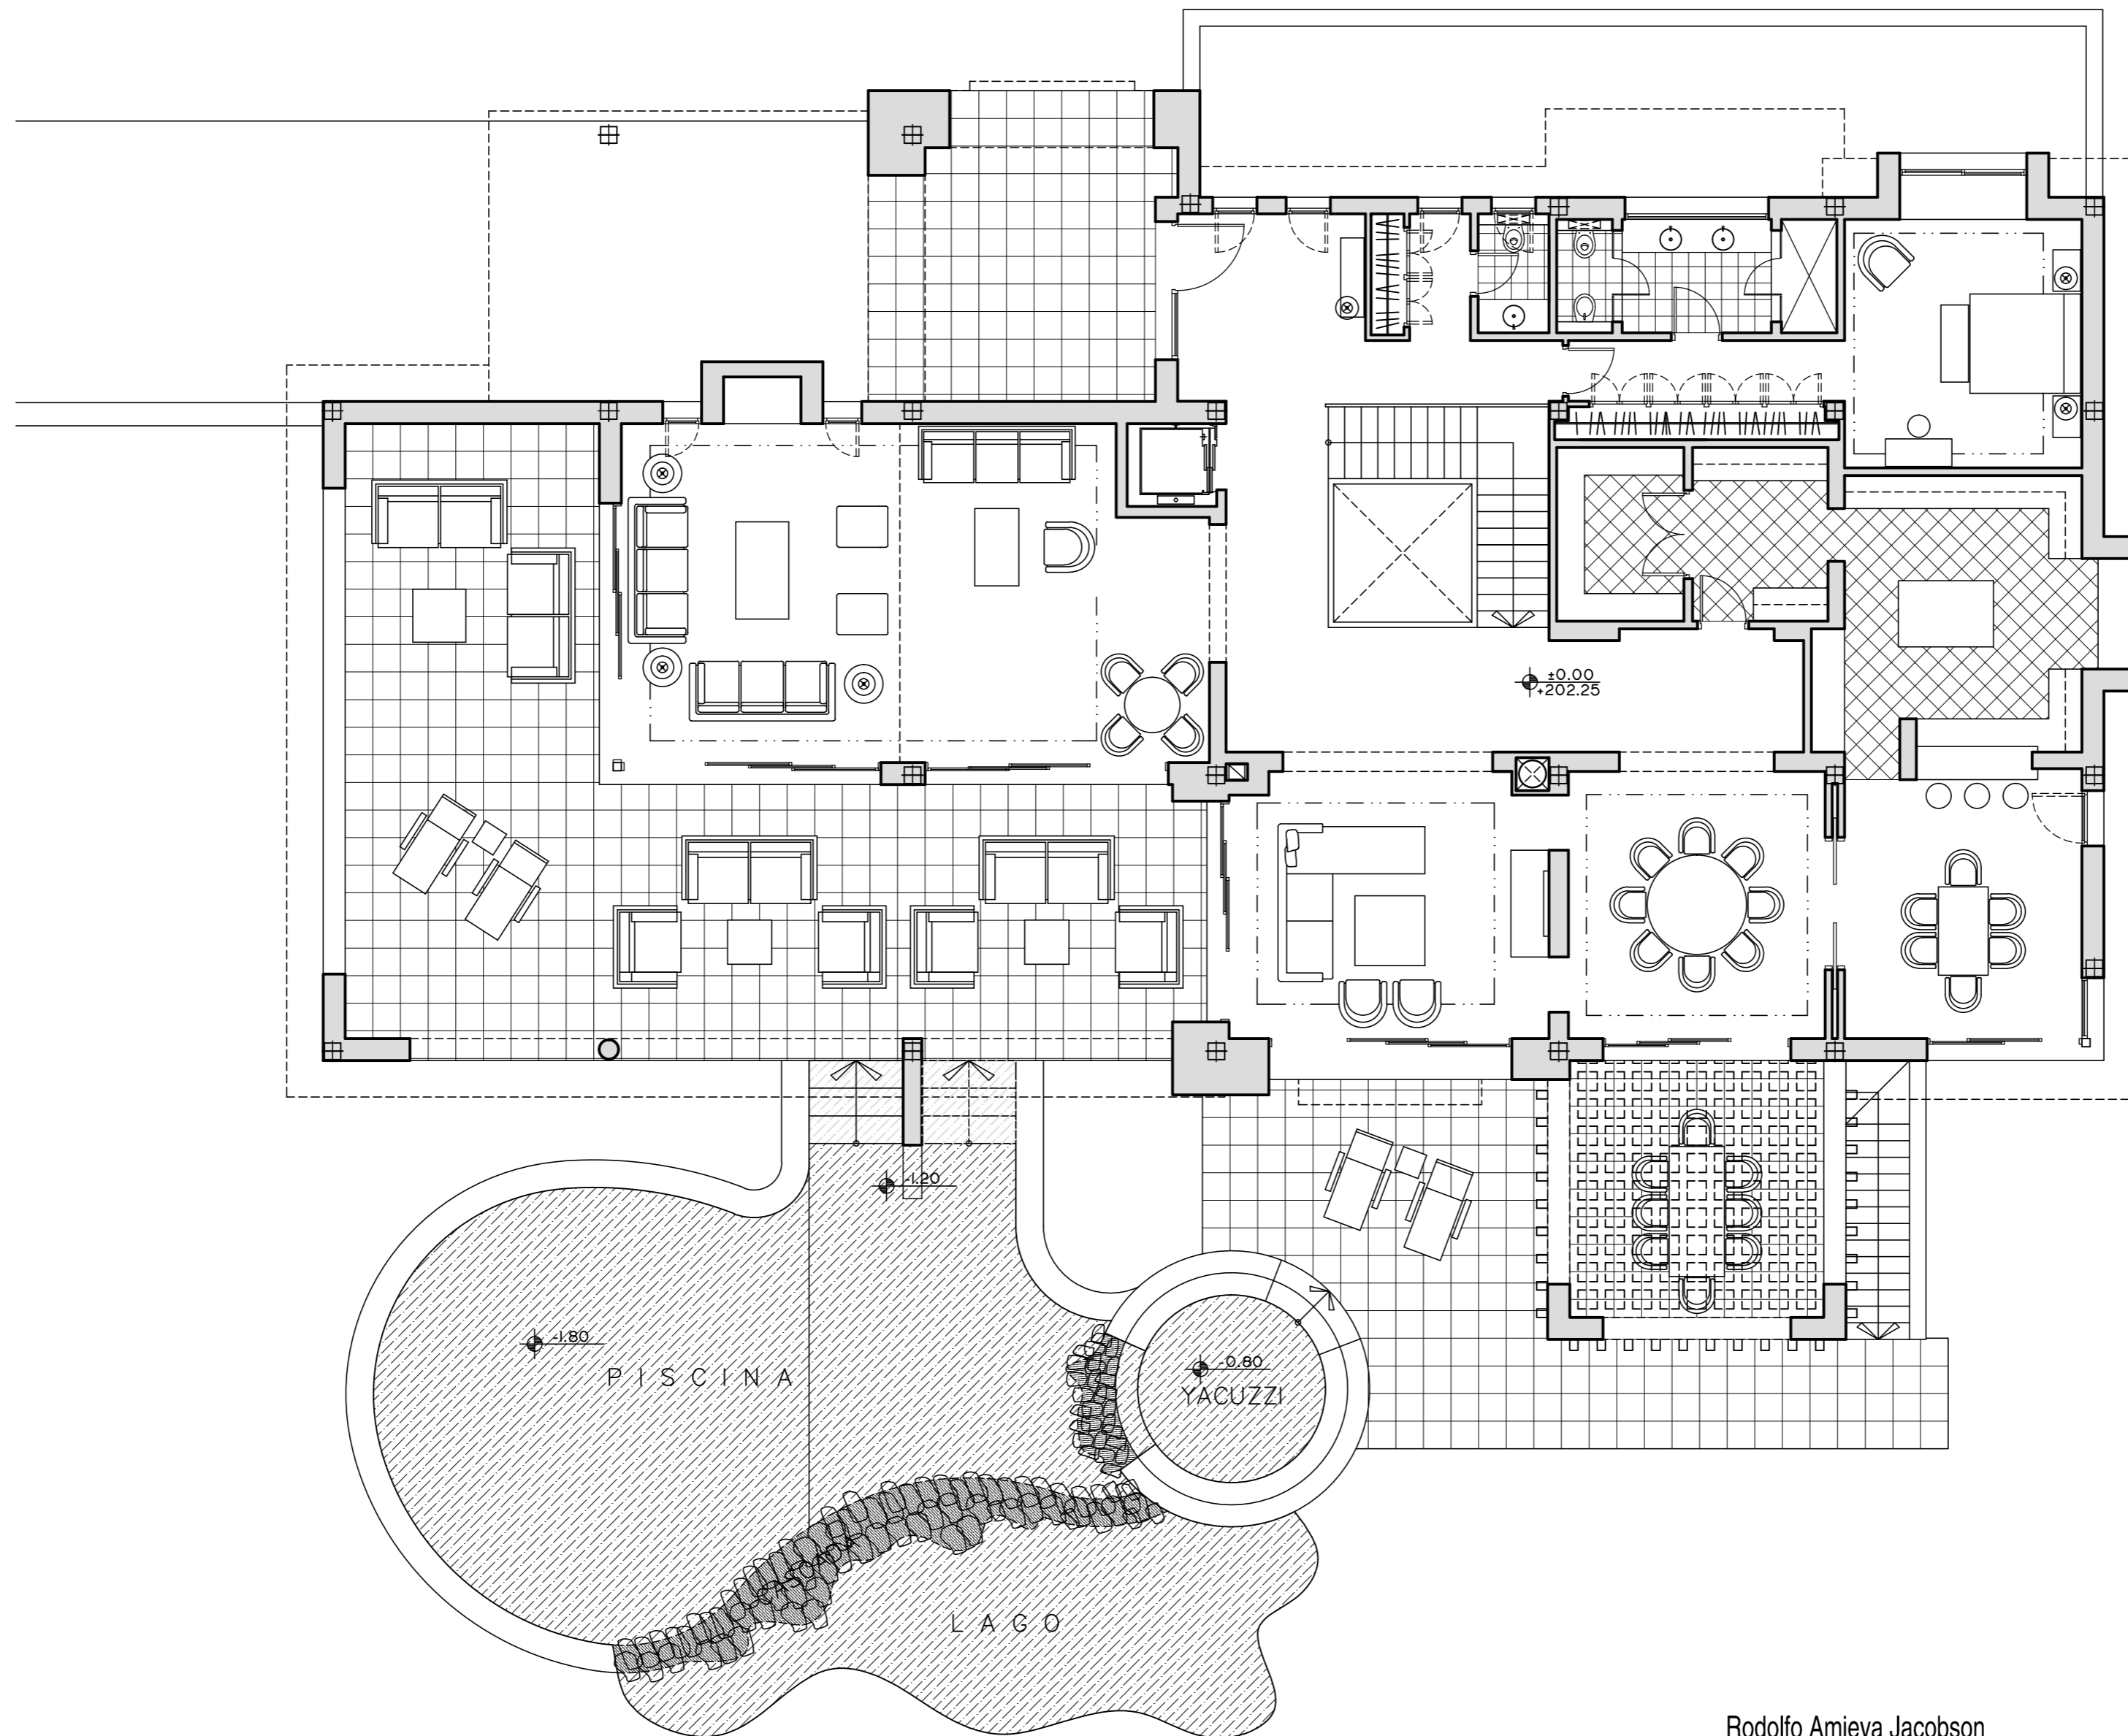 ±0.00
+202.25
-1.20
-1.80
PISCINA
-0.80
YACUZZI
LAGO
Rodolfo Amieva Jacobson